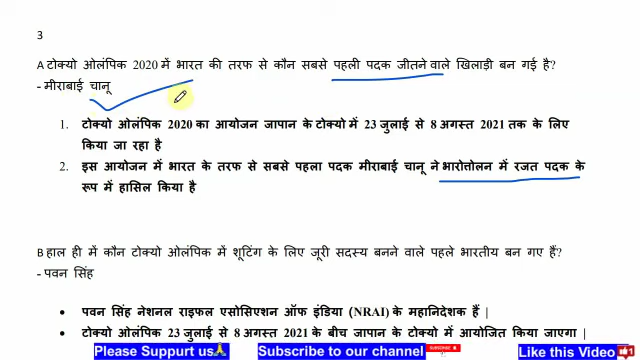 3
A टोक्यो ओलंपिक 2020 में भारत की तरफ से कौन सबसे पहली पदक जीतने वाले खिलाड़ी बन गई है?
- मीराबाई चानू
1. टोक्यो ओलंपिक 2020 का आयोजन जापान के टोक्यो में 23 जुलाई से 8 अगस्त 2021 तक के लिए
किया जा रहा है
2. इस आयोजन में भारत के तरफ से सबसे पहला पदक मीराबाई चानू ने भारोत्तोलन में रजत पदक के
रूप में हासिल किया है
B हाल ही में कौन टोक्यो ओलंपिक में शूटिंग के लिए जूरी सदस्य बनने वाले पहले भारतीय बन गए हैं?
- पवन सिंह
• पवन सिंह नेशनल राइफल एसोसिएशन ऑफ इंडिया (NRAI) के महानिदेशक हैं |
• टोक्यो ओलंपिक 23 जुलाई से 8 अगस्त 2021 के बीच जापान के टोक्यो में आयोजित किया जाएगा |
Please Suppurt us Subscribe to our channel Like this Video